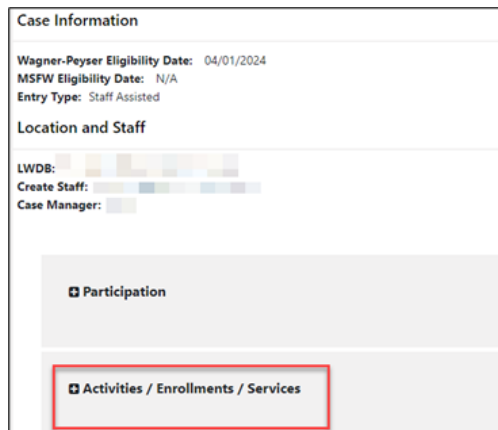 Case Information
Wagner-Peyser Eligibility Date: 04/01/2024
MSFW Eligibility Date: N/A
Entry Type: Staff Assisted
Location and Staff
LWDB:
Create Staff:
Case Manager:
Participation
Activities / Enrollments / Services